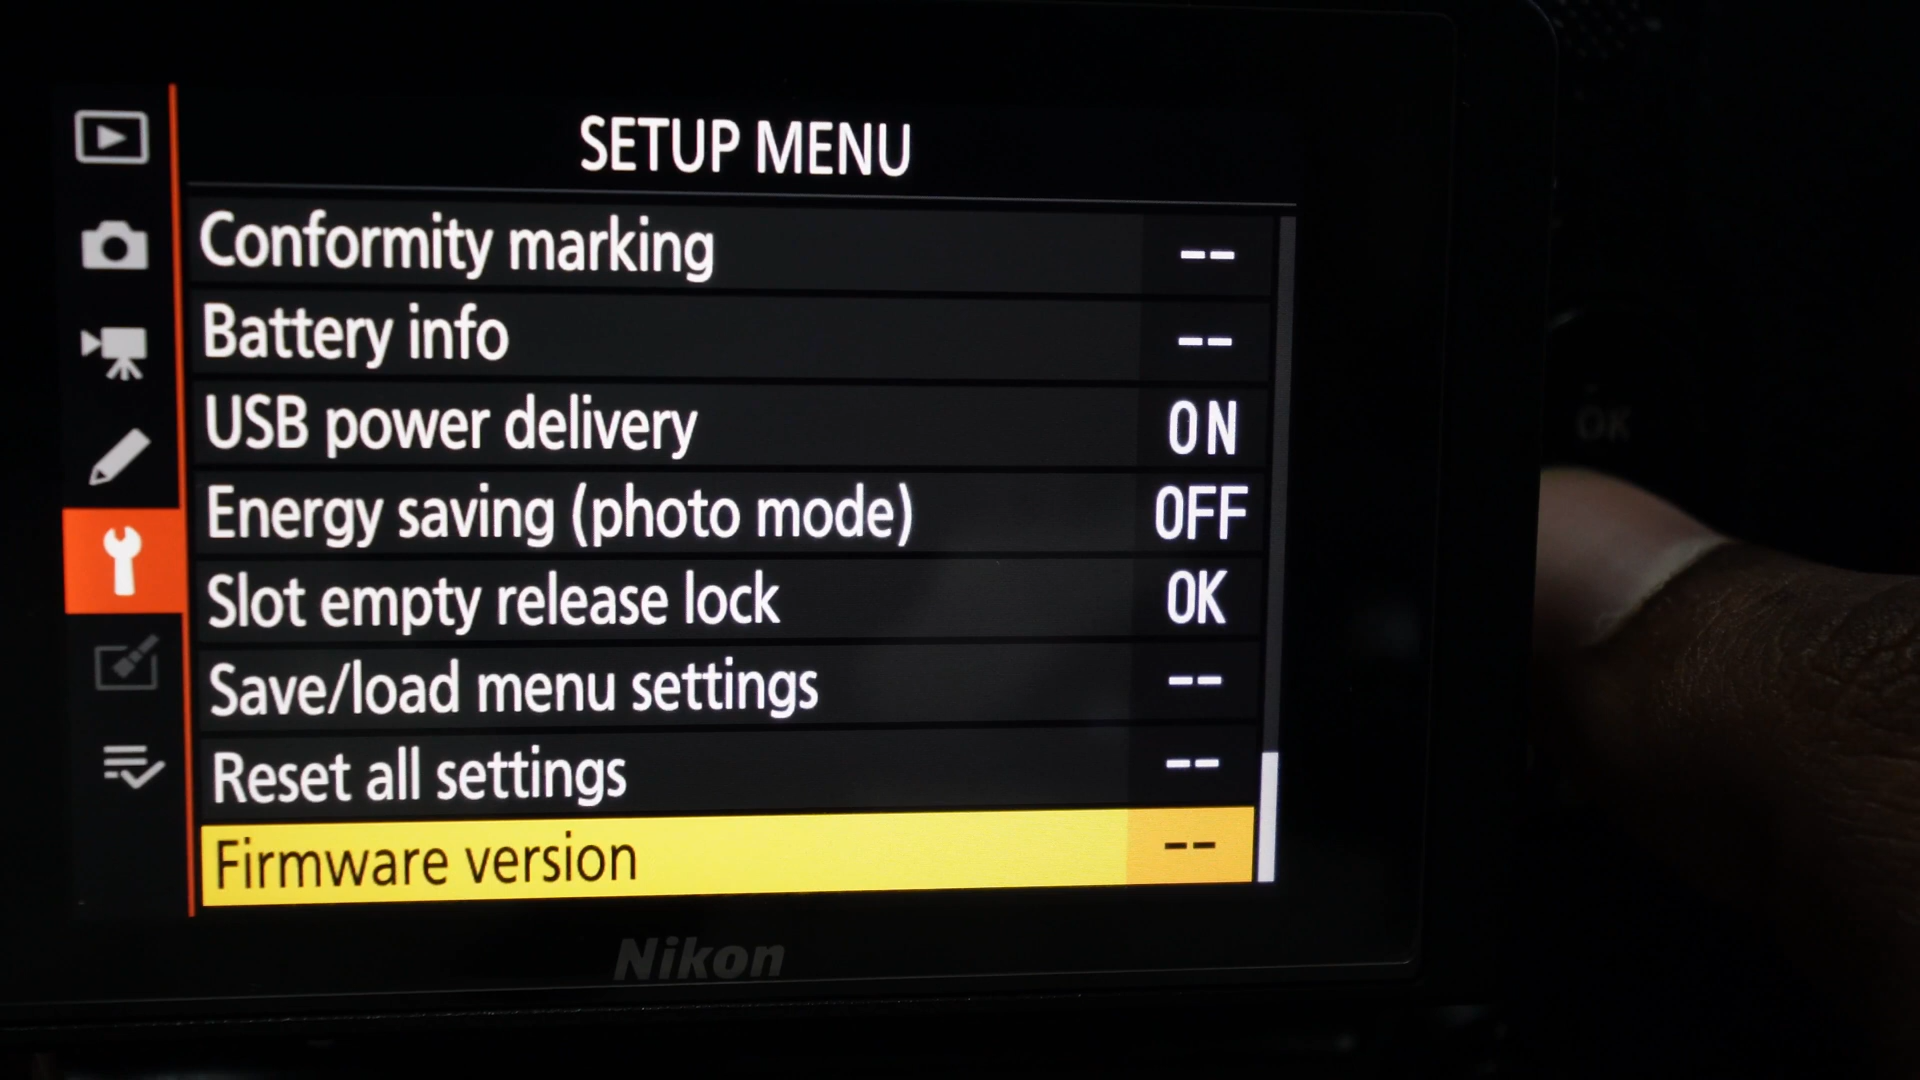 SETUP MENU
Conformity marking --
Battery info --
USB power delivery ON
Energy saving (photo mode) OFF
Slot empty release lock OK
Save/load menu settings --
Reset all settings --
Firmware version --
Nikon
OK